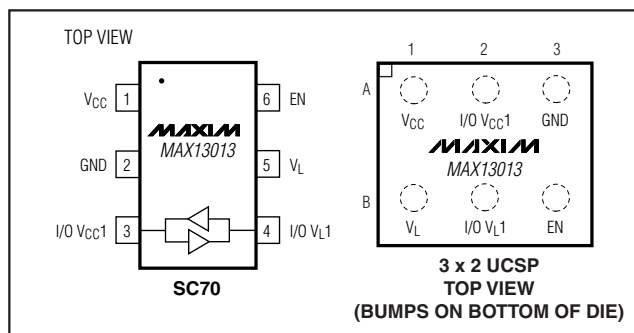 TOP VIEW
VCC 1
6 EN
MAXIM
MAX13013
GND 2
5 VL
I/O VCC1 3
4 I/O VL1
SC70
1 2 3
A
VCC I/O VCC1 GND
MAXIM
MAX13013
B
VL I/O VL1 EN
3 x 2 UCSP
TOP VIEW
(BUMPS ON BOTTOM OF DIE)